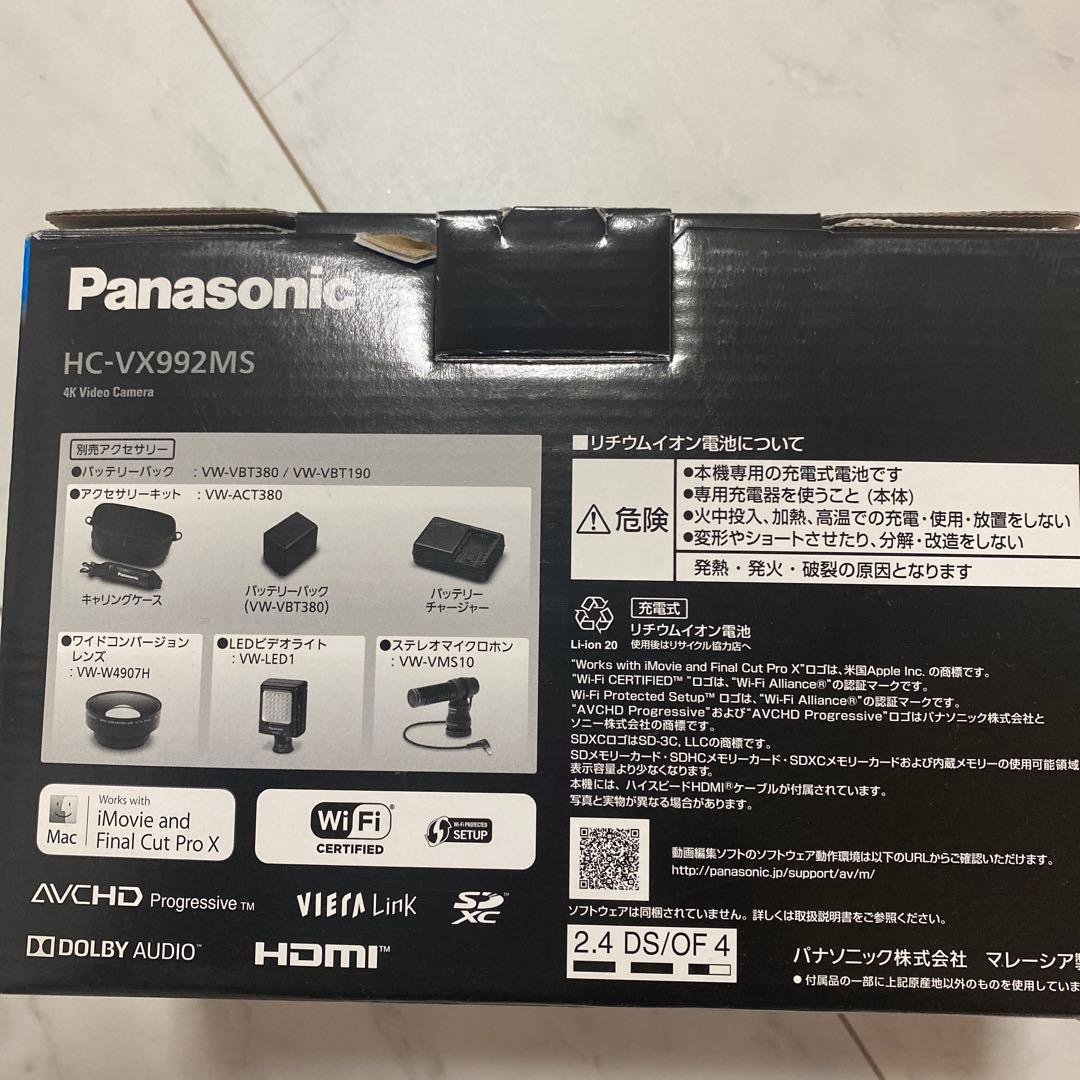 Panasonic
HC-VX992MS
4K Video Camera
別売アクセサリー
●バッテリーパック : VW-VBT380 / VW-VBT190
●アクセサリーキット : VW-ACT380
Panasonic
キャリングケース
バッテリーパック
(VW-VBT380)
バッテリー
チャージャー
●ワイドコンバージョン
レンズ
: VW-W4907H
●LEDビデオライト
: VW-LED1
●ステレオマイクロホン
: VW-VMS10
Mac
Works with
iMovie and
Final Cut Pro X
Wi Fi®
CERTIFIED
Wi-Fi PROTECTED
SETUP
AVCHD Progressive™
VIERA Link
SD XC™
DOLBY AUDIO™
HDMI™
■リチウムイオン電池について
⚠危険
●本機専用の充電式電池です
●専用充電器を使うこと (本体)
●火中投入、加熱、高温での充電・使用・放置をしない
●変形やショートさせたり、分解・改造をしない
発熱・発火・破裂の原因となります
Li-ion 20
充電式
リチウムイオン電池
使用後はリサイクル協力店へ
"Works with iMovie and Final Cut Pro X"ロゴは、米国Apple Inc. の商標です。
"Wi-Fi CERTIFIED™ "ロゴは、"Wi-Fi Alliance®"の認証マークです。
Wi-Fi Protected Setup™ ロゴは、"Wi-Fi Alliance®"の認証マークです。
"AVCHD Progressive"および"AVCHD Progressive"ロゴはパナソニック株式会社と
ソニー株式会社の商標です。
SDXCロゴはSD-3C, LLCの商標です。
SDメモリーカード・SDHCメモリーカード・SDXCメモリーカードおよび内蔵メモリーの使用可能領域
表示容量より少なくなります。
本機には、ハイスピードHDMI®ケーブルが付属されています。
写真と実物が異なる場合があります。
動画編集ソフトのソフトウェア動作環境は以下のURLからご確認いただけます。
http://panasonic.jp/support/av/m/
ソフトウェアは同梱されていません。詳しくは取扱説明書をご参照ください。
2.4 DS/OF 4
パナソニック株式会社 マレーシア製
●付属品の一部に上記原産地以外のものを使用していま